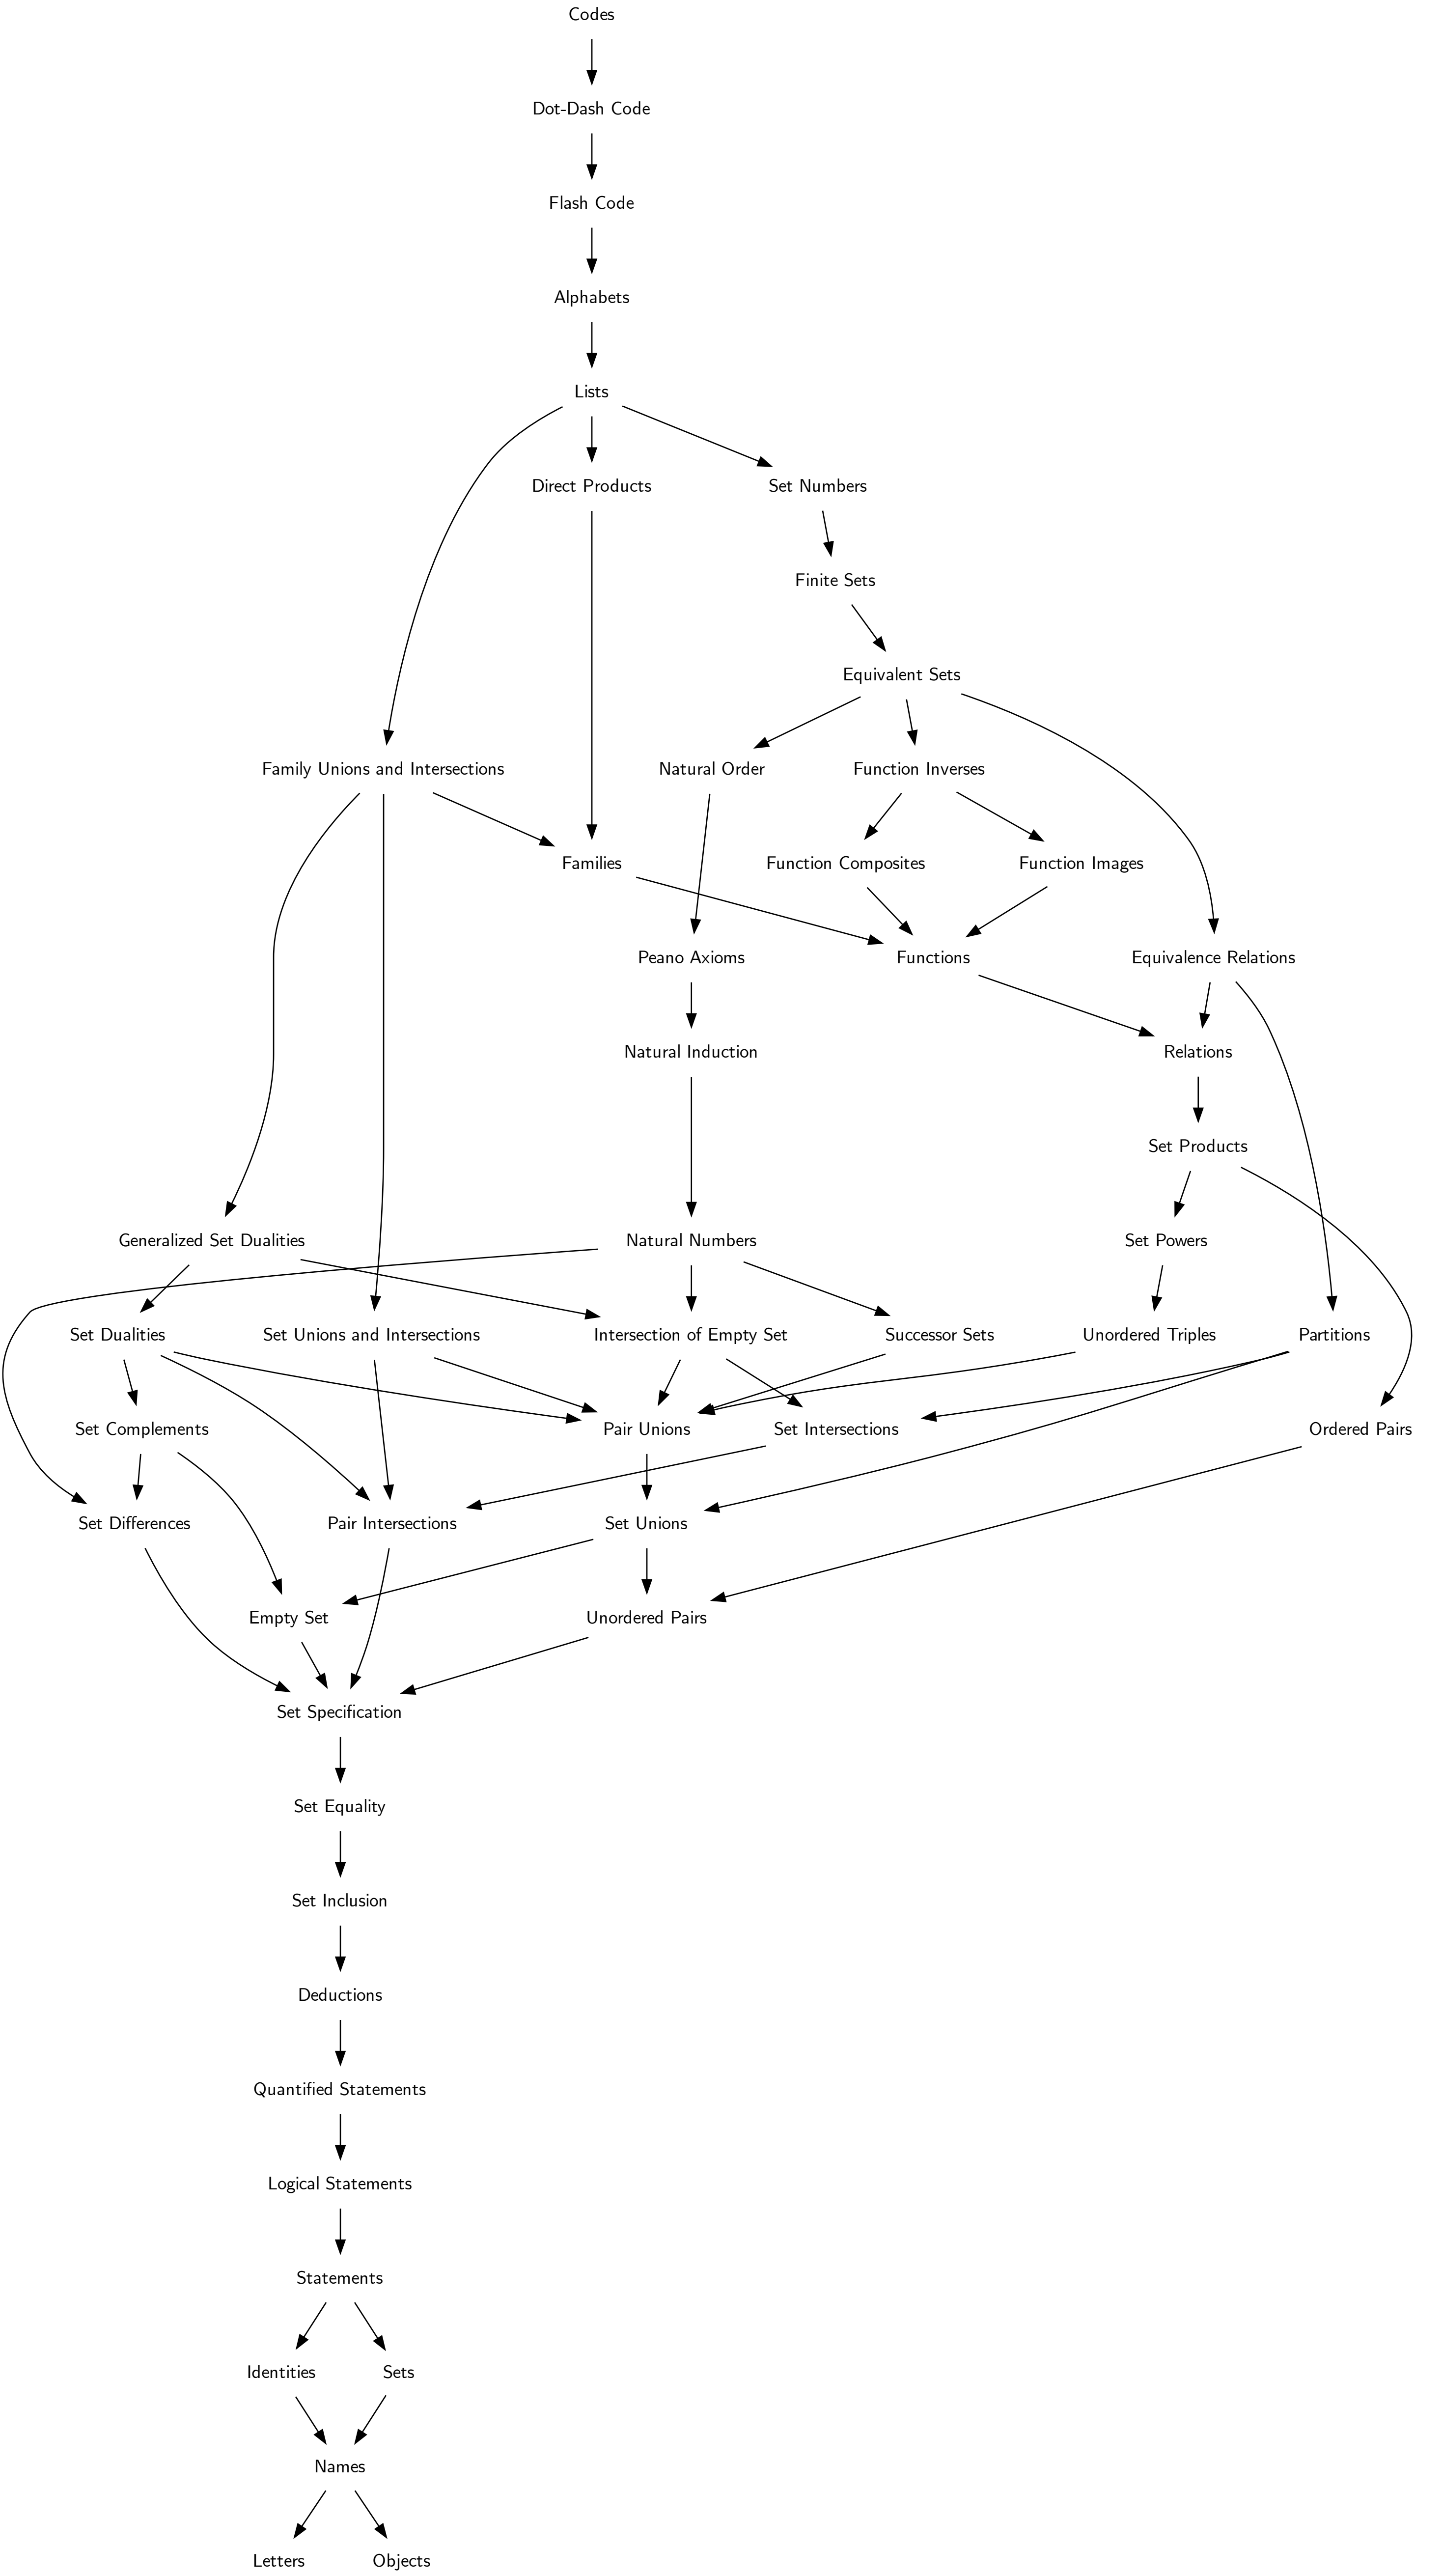 Codes
Dot-Dash Code
Flash Code
Alphabets
Lists
Direct Products
Set Numbers
Finite Sets
Equivalent Sets
Family Unions and Intersections
Natural Order
Function Inverses
Families
Function Composites
Function Images
Peano Axioms
Functions
Equivalence Relations
Natural Induction
Relations
Set Products
Generalized Set Dualities
Natural Numbers
Set Powers
Set Dualities
Set Unions and Intersections
Intersection of Empty Set
Successor Sets
Unordered Triples
Partitions
Set Complements
Pair Unions
Set Intersections
Ordered Pairs
Set Differences
Pair Intersections
Set Unions
Empty Set
Unordered Pairs
Set Specification
Set Equality
Set Inclusion
Deductions
Quantified Statements
Logical Statements
Statements
Identities
Sets
Names
Letters
Objects